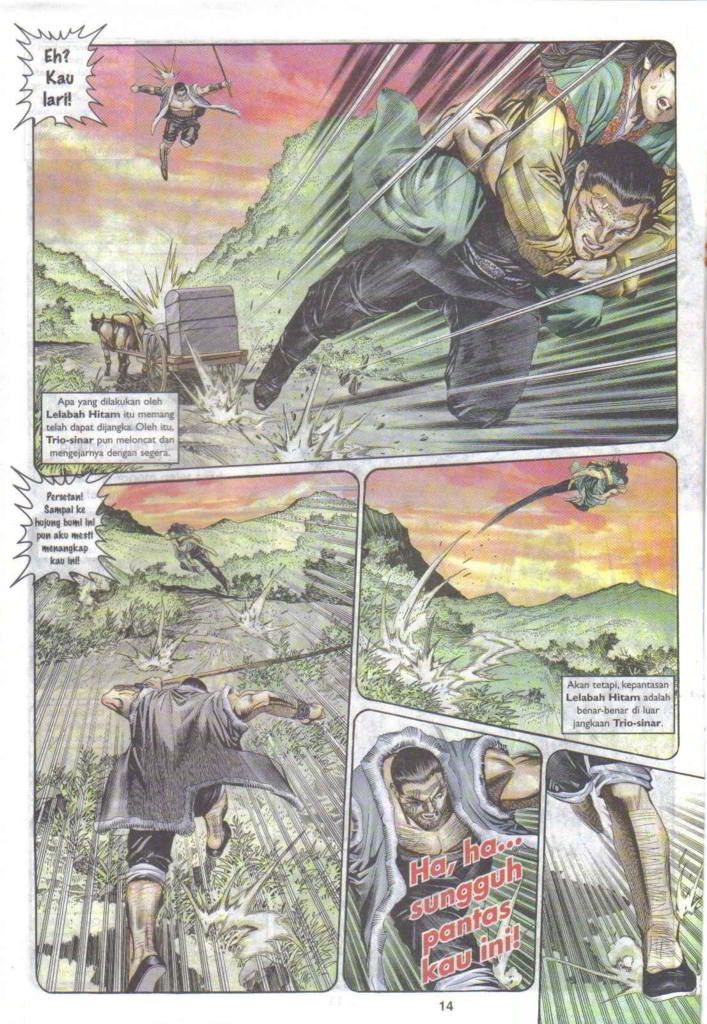 Eh?
Kau
lari!
Apa yang dilakukan oleh
Lelabah Hitam itu memang
telah dapat dijangka. Oleh itu,
Trio-sinar pun meloncat dan
mengejarnya dengan segera.
Persetan!
Sampai ke
hujung bumi ini
pun aku mesti
menangkap
kau ini!
Akan tetapi, kepantasan
Lelabah Hitam adalah
benar-benar di luar
jangkaan Trio-sinar.
Ha, ha...
sungguh
pantas
kau ini!
14